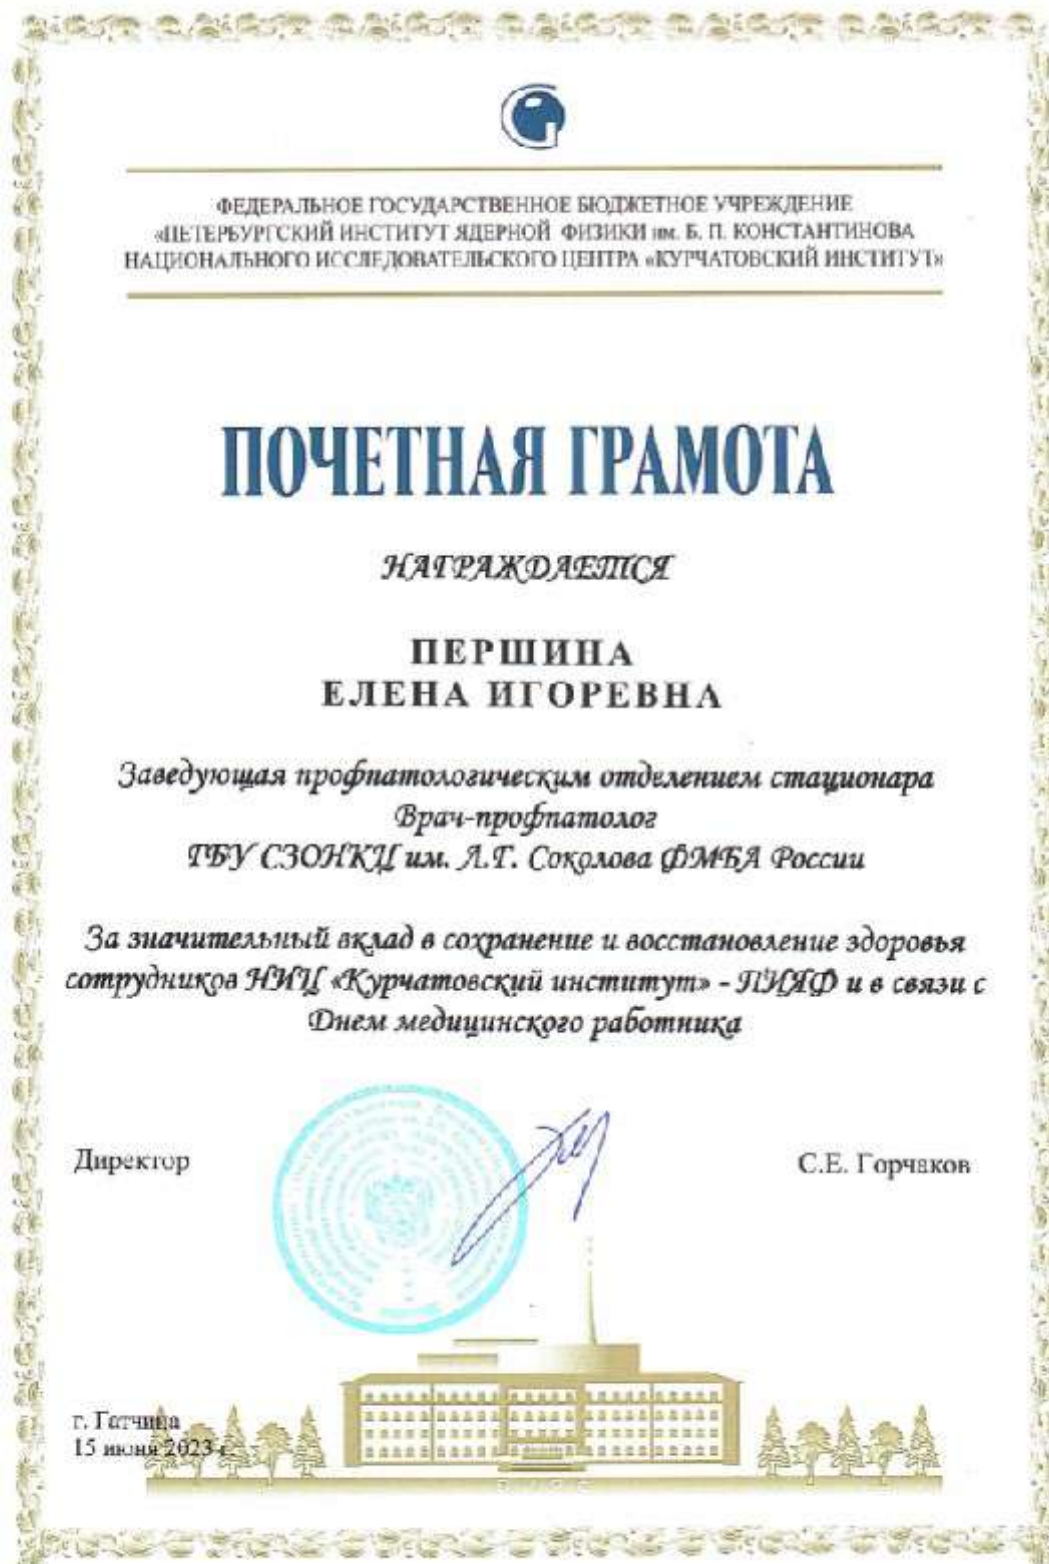 ФЕДЕРАЛЬНОЕ ГОСУДАРСТВЕННОЕ БЮДЖЕТНОЕ УЧРЕЖДЕНИЕ
«ПЕТЕРБУРГСКИЙ ИНСТИТУТ ЯДЕРНОЙ ФИЗИКИ им. Б. П. КОНСТАНТИНОВА
НАЦИОНАЛЬНОГО ИССЛЕДОВАТЕЛЬСКОГО ЦЕНТРА «КУРЧАТОВСКИЙ ИНСТИТУТ»
ПОЧЕТНАЯ ГРАМОТА
НАГРАЖДАЕТСЯ
ПЕРШИНА
ЕЛЕНА ИГОРЕВНА
Заведующая профпатологическим отделением стационара
Врач-профпатолог
ГБУ СЗОНКЦ им. Л.Г. Соколова ФМБА России
За значительный вклад в сохранение и восстановление здоровья
сотрудников НИЦ «Курчатовский институт» - ПИЯФ и в связи с
Днем медицинского работника
Директор
С.Е. Горчаков
г. Гатчина
15 июня 2023 г.